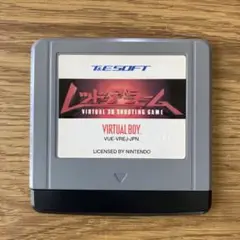 T&E SOFT
レッドアラーム
VIRTUAL 3D SHOOTING GAME
VIRTUAL BOY
VUE-VREJ-JPN
LICENSED BY NINTENDO